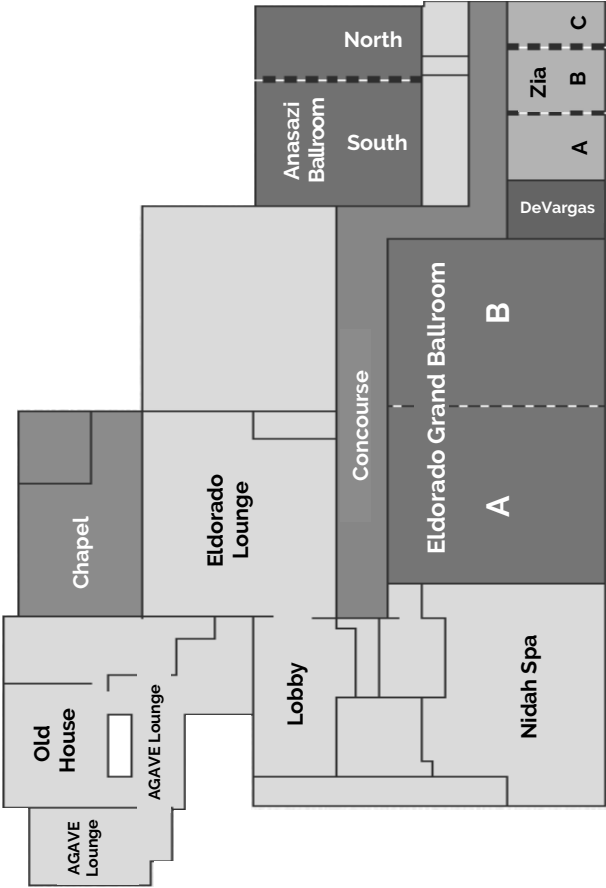 North
Anasazi
Ballroom
South
C
Zia
B
A
DeVargas
Eldorado Grand Ballroom
B
A
Concourse
Eldorado
Lounge
Chapel
Lobby
Nidah Spa
Old
House
AGAVE Lounge
AGAVE
Lounge